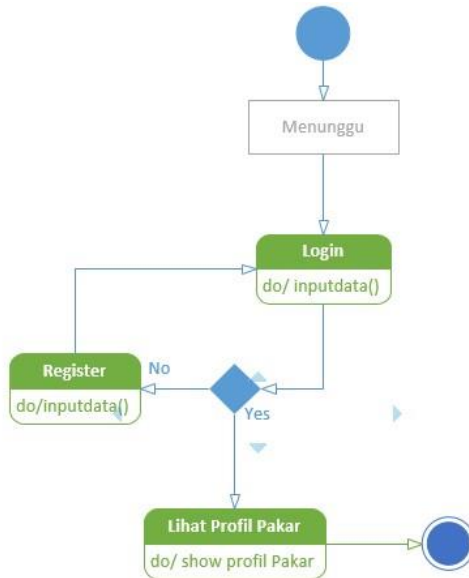 Menunggu
Login
do/ inputdata()
No
Register
do/inputdata()
Yes
Lihat Profil Pakar
do/ show profil Pakar